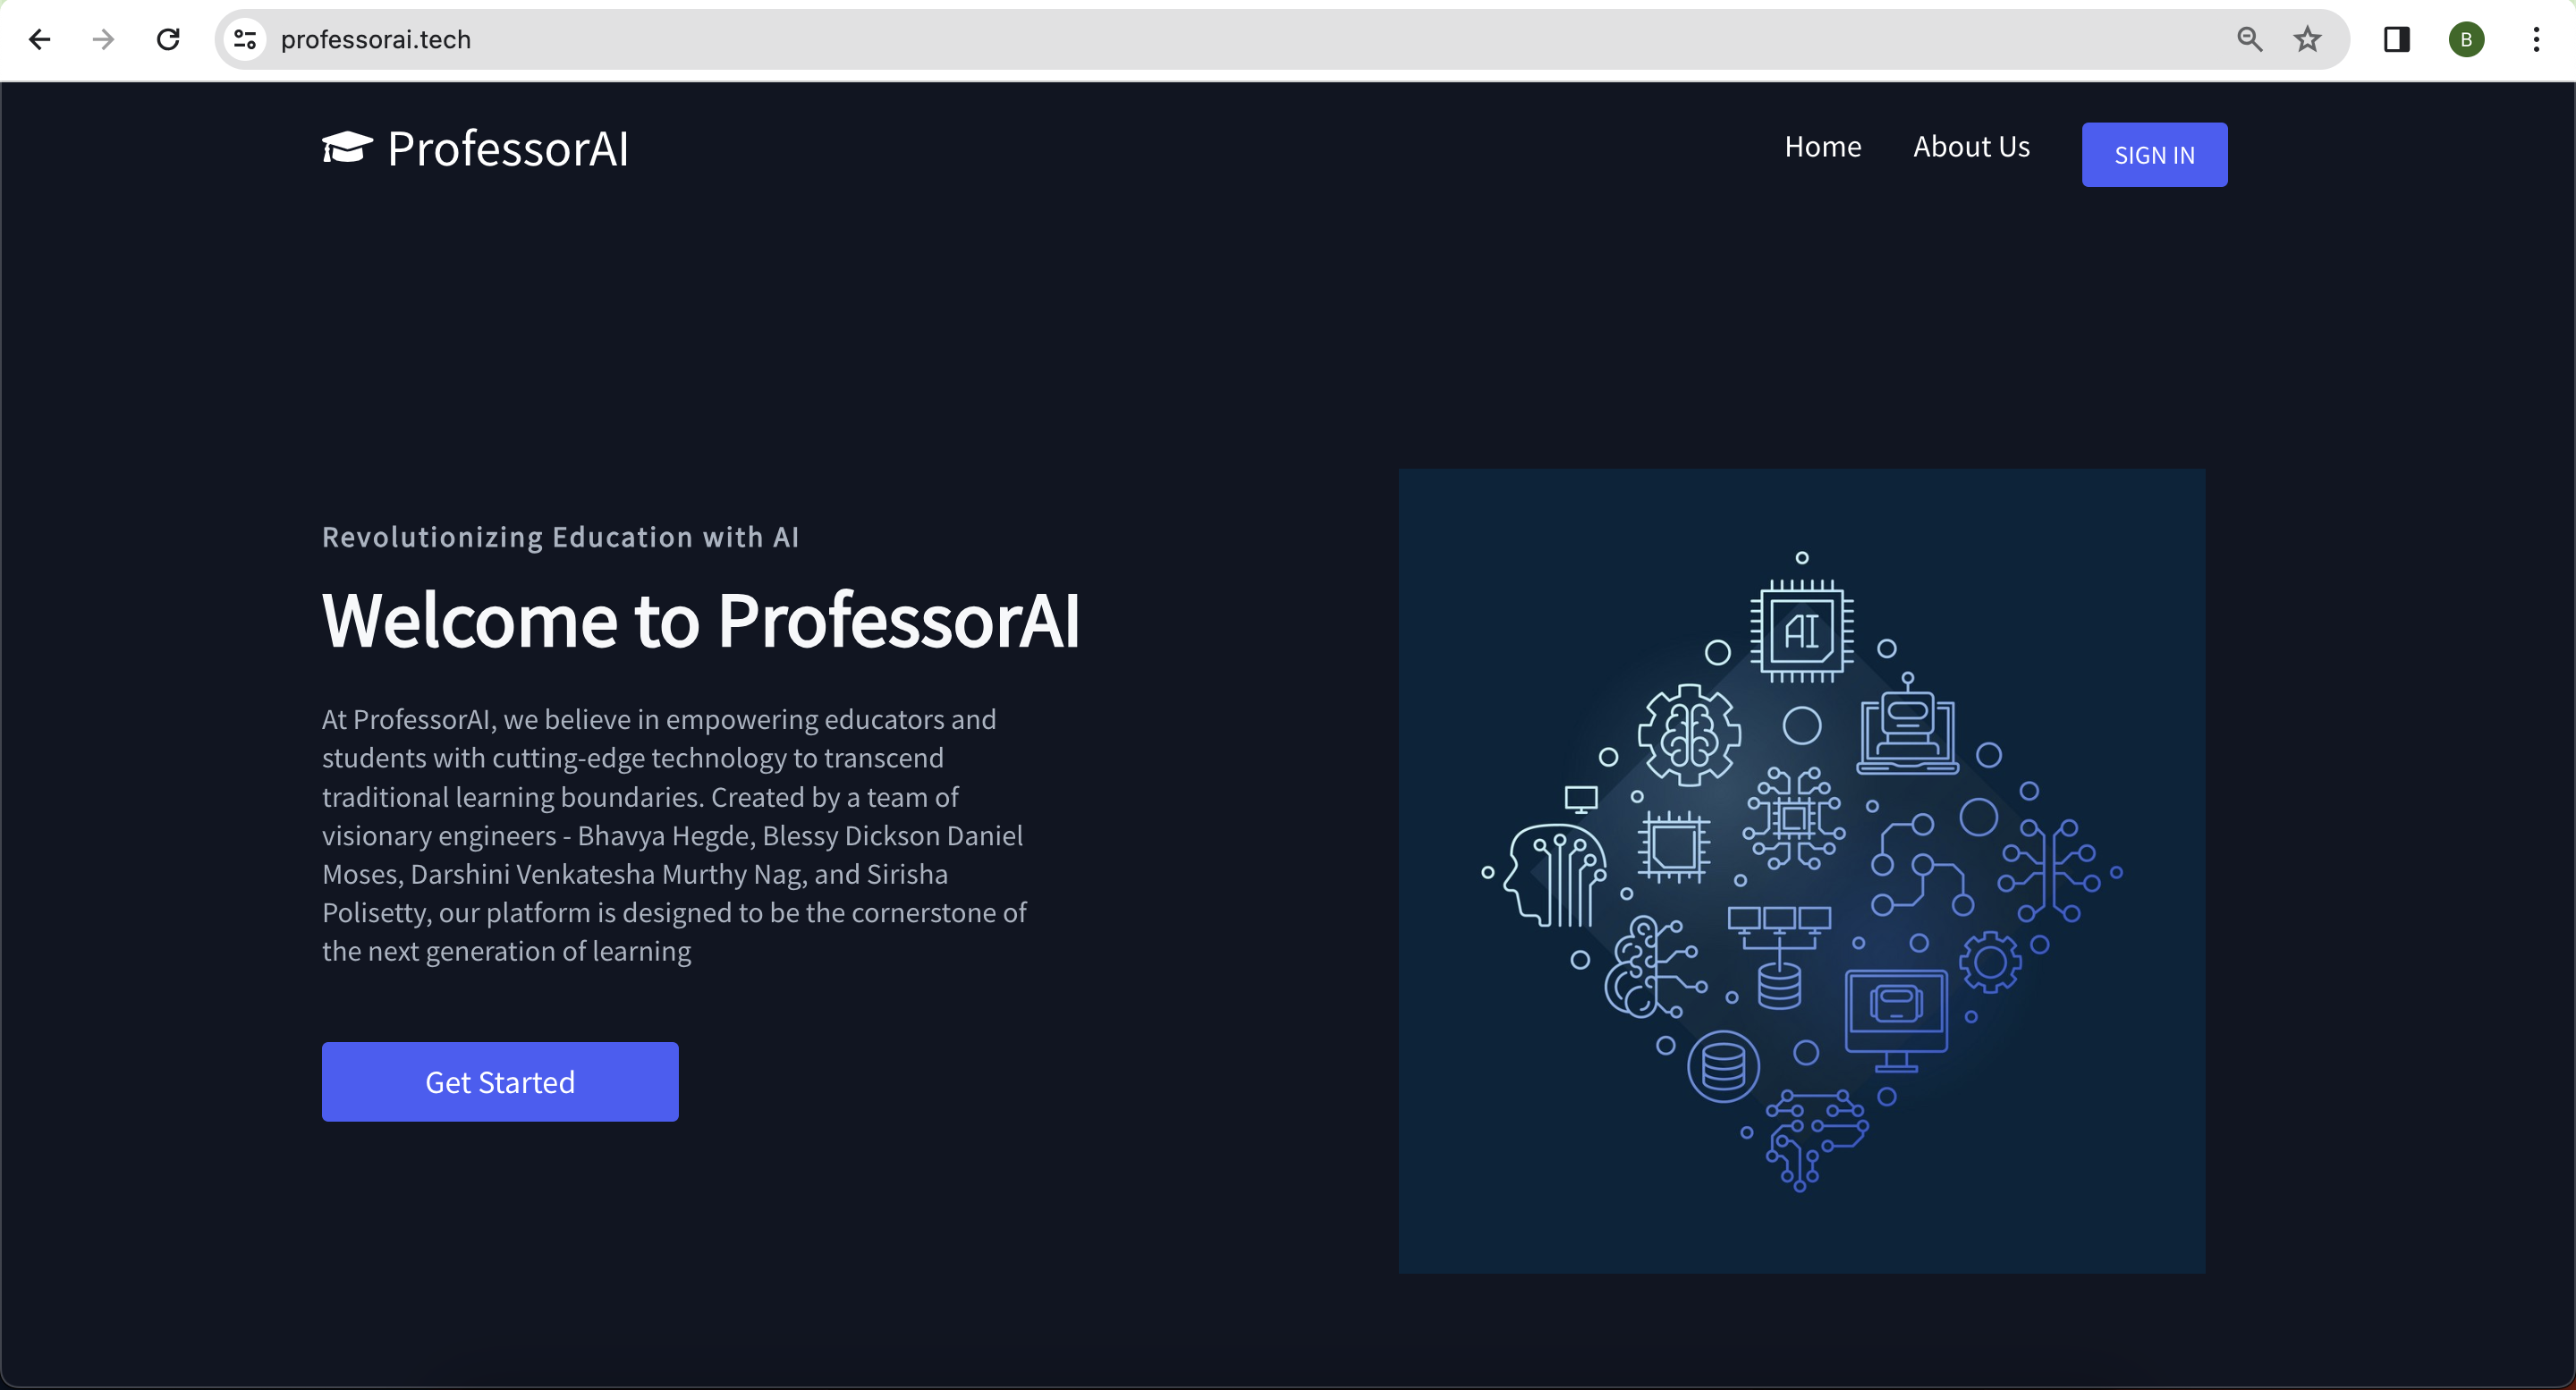 professorai.tech
B
ProfessorAI
Home
About Us
SIGN IN
Revolutionizing Education with AI
Welcome to ProfessorAI
At ProfessorAI, we believe in empowering educators and
students with cutting-edge technology to transcend
traditional learning boundaries. Created by a team of
visionary engineers - Bhavya Hegde, Blessy Dickson Daniel
Moses, Darshini Venkatesha Murthy Nag, and Sirisha
Polisetty, our platform is designed to be the cornerstone of
the next generation of learning
Get Started
AI